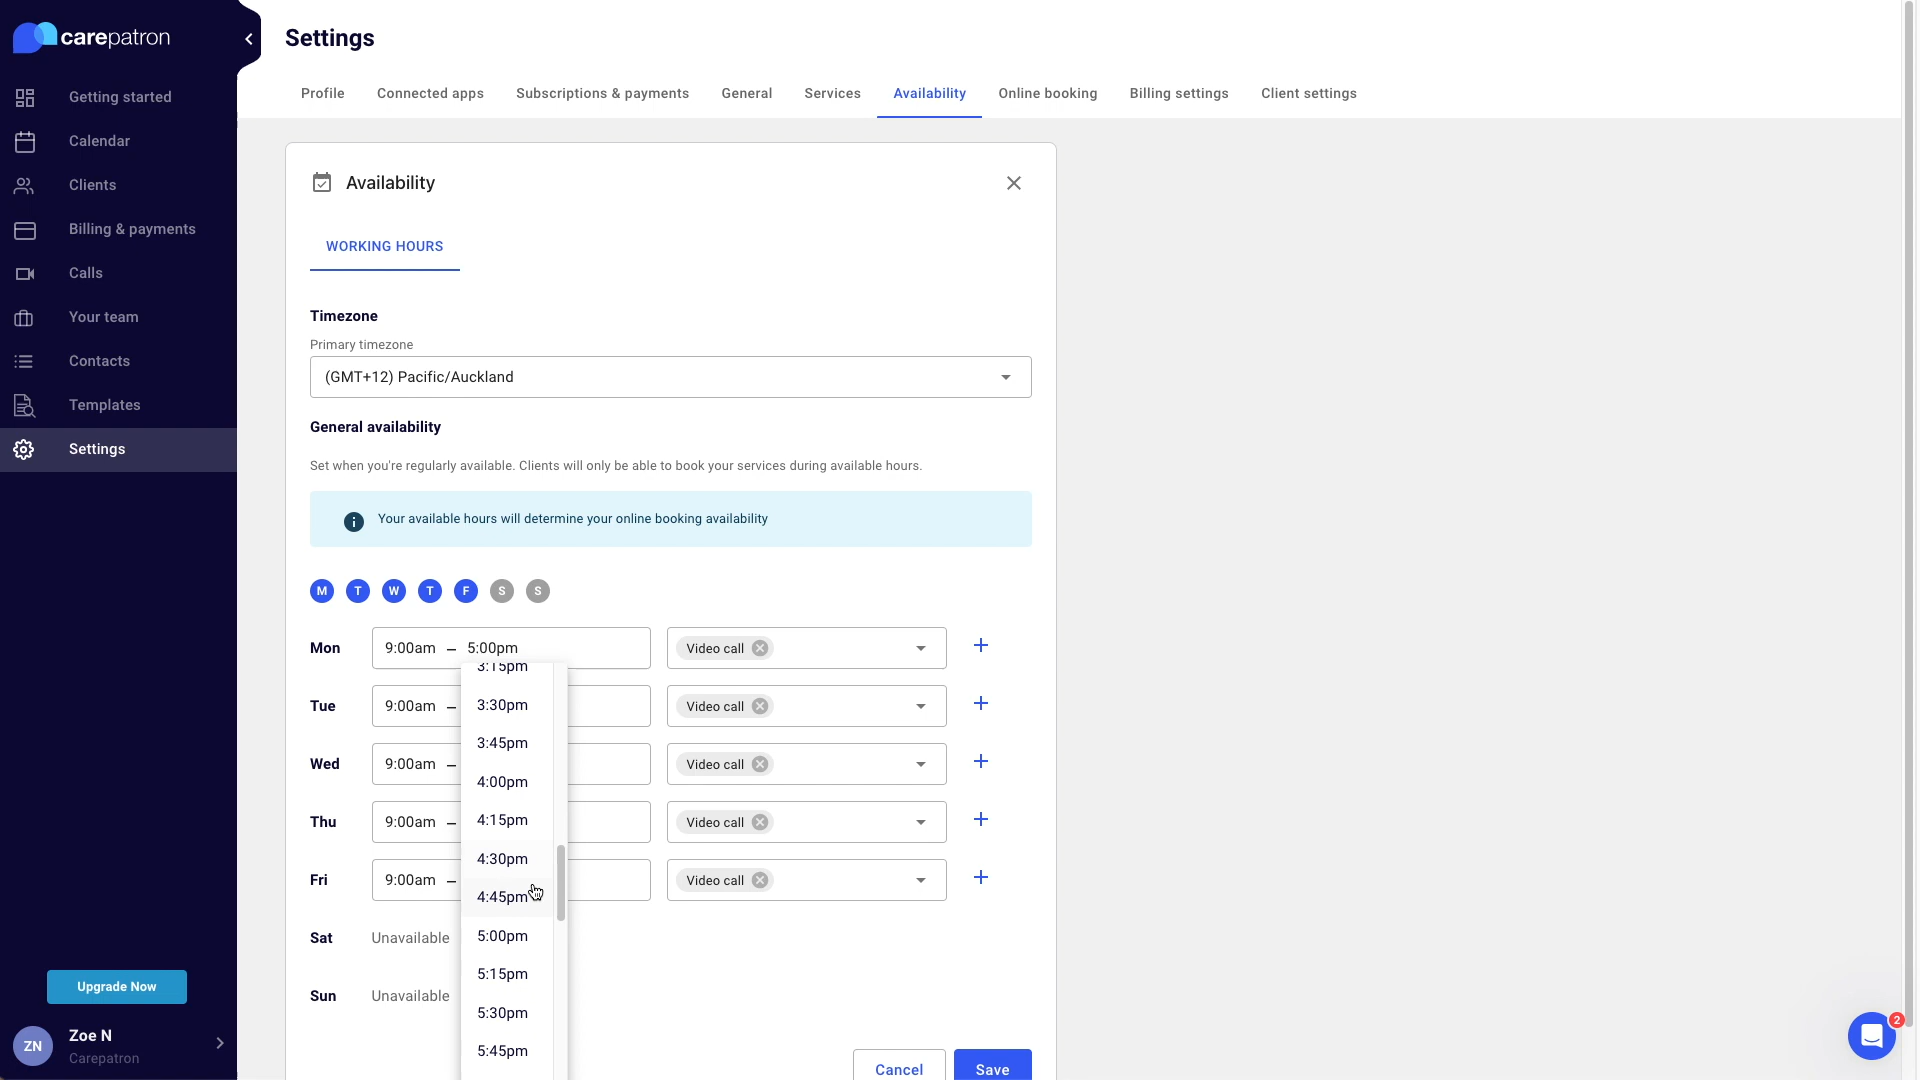 carepatron
Getting started
Calendar
Clients
Billing & payments
Calls
Your team
Contacts
Templates
Settings
Upgrade Now
ZN
Zoe N
Carepatron
Settings
Profile
Connected apps
Subscriptions & payments
General
Services
Availability
Online booking
Billing settings
Client settings
Availability
WORKING HOURS
Timezone
Primary timezone
(GMT+12) Pacific/Auckland
General availability
Set when you're regularly available. Clients will only be able to book your services during available hours.
Your available hours will determine your online booking availability
M T W T F S S
Mon 9:00am – 5:00pm Video call
Tue 9:00am – Video call
Wed 9:00am – Video call
Thu 9:00am – Video call
Fri 9:00am – Video call
Sat Unavailable
Sun Unavailable
3:15pm
3:30pm
3:45pm
4:00pm
4:15pm
4:30pm
4:45pm
5:00pm
5:15pm
5:30pm
5:45pm
Cancel
Save
2